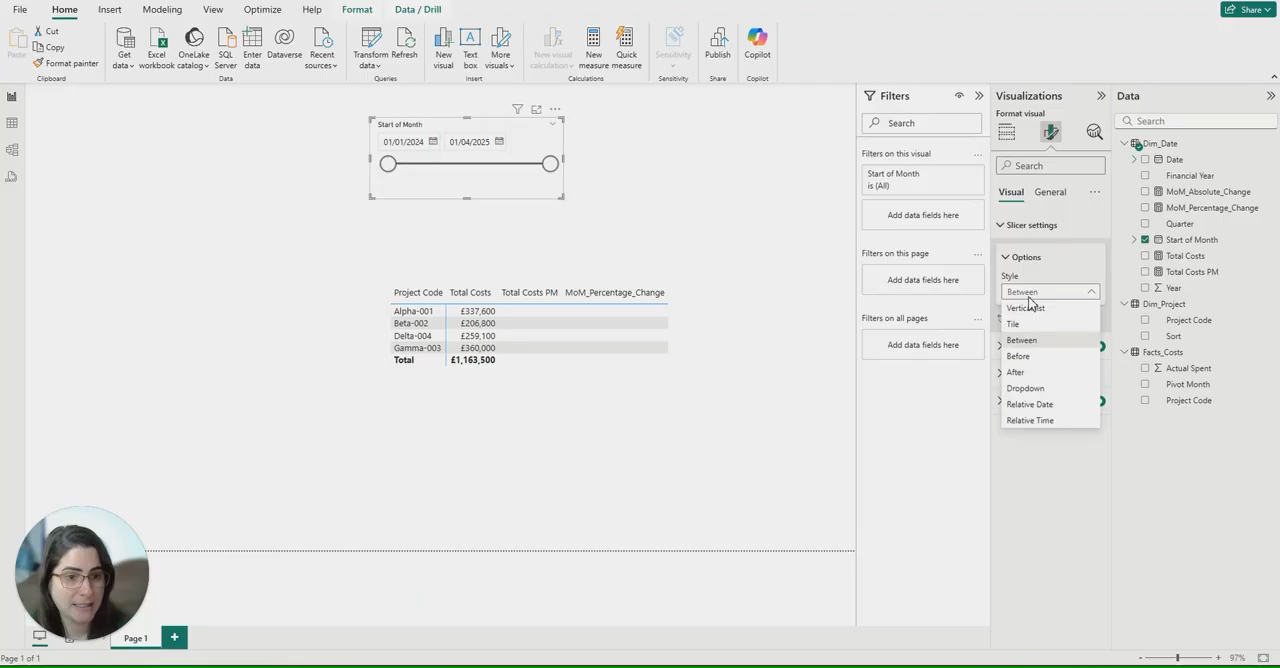 File Home Insert Modeling View Optimize Help Format Data / Drill Share
Paste
Cut
Copy
Format painter
Clipboard
Get data
Excel workbook
OneLake catalog
SQL Server
Enter data
Dataverse
Recent sources
Data
Transform data
Refresh
Queries
New visual
Text box
More visuals
Insert
New visual calculation
New measure
Quick measure
Calculations
Sensitivity
Sensitivity
Publish
Share
Copilot
Copilot
Start of Month
01/01/2024 01/04/2025
Project Code Total Costs Total Costs PM MoM_Percentage_Change
Alpha-001 £337,600
Beta-002 £206,800
Delta-004 £259,100
Gamma-003 £360,000
Total £1,163,500
Filters
Search
Filters on this visual ...
Start of Month
is (All)
Add data fields here
Filters on this page ...
Add data fields here
Filters on all pages ...
Add data fields here
Visualizations
Format visual
Search
Visual General ...
Slicer settings
Options
Style
Between
Tile
Between
Before
After
Dropdown
Relative Date
Relative Time
Data
Search
Dim_Date
Date
Financial Year
MoM_Absolute_Change
MoM_Percentage_Change
Quarter
Start of Month
Total Costs
Total Costs PM
Year
Dim_Project
Project Code
Sort
Facts_Costs
Actual Spent
Pivot Month
Project Code
Page 1
Page 1 of 1
97%